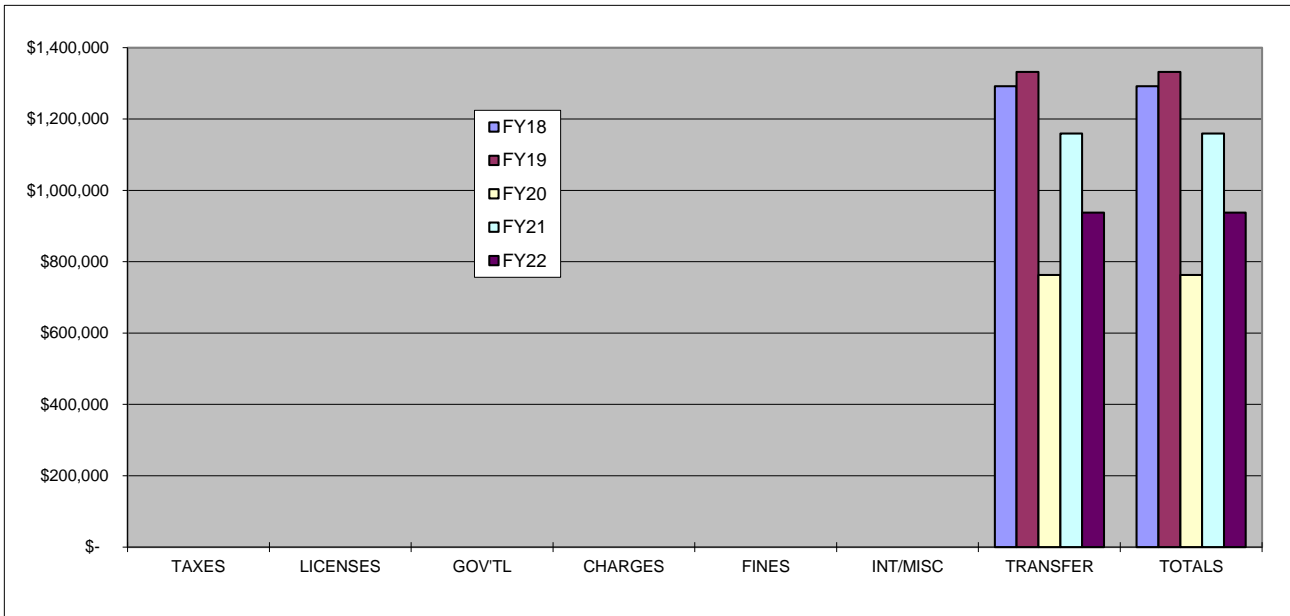 $1,400,000
$1,200,000
$1,000,000
$800,000
$600,000
$400,000
$200,000
$-
FY18
FY19
FY20
FY21
FY22
TAXES LICENSES GOV'TL CHARGES FINES INT/MISC TRANSFER TOTALS